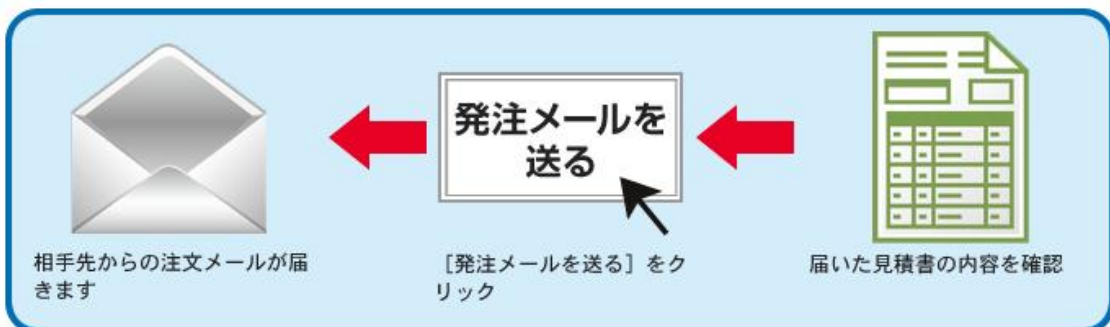 発注メールを
送る
相手先からの注文メールが届
きます
［発注メールを送る］をク
リック
届いた見積書の内容を確認